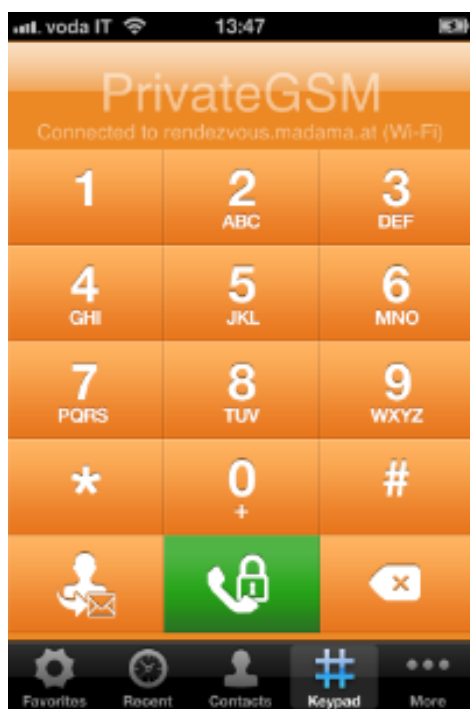 voda IT 13:47
PrivateGSM
Connected to rendezvous.madama.at (Wi-Fi)
1 2 3
ABC DEF
4 5 6
GHI JKL MNO
7 8 9
PQRS TUV WXYZ
* 0 #
+
Favorites Recent Contacts Keypad More